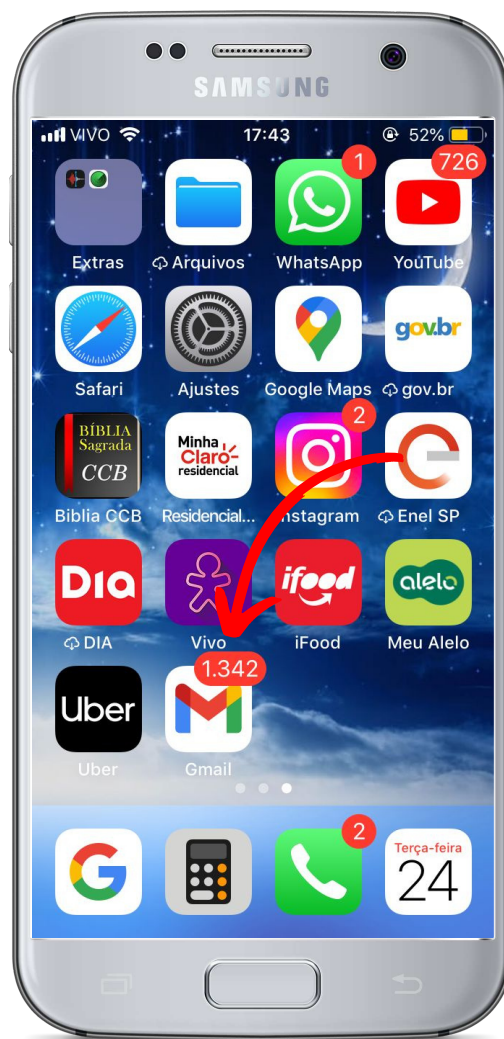 SAMSUNG
VIVO 17:43 52%
1 726
Extras Arquivos WhatsApp YouTube
gov.br
Safari Ajustes Google Maps gov.br
2
BÍBLIA
Sagrada
CCB
Minha
Claro-
residencial
Biblia CCB Residencial... Instagram Enel SP
DIA ifood alelo
DIA Vivo iFood Meu Alelo
1.342
Uber M
Uber Gmail
2
G Terça-feira
24